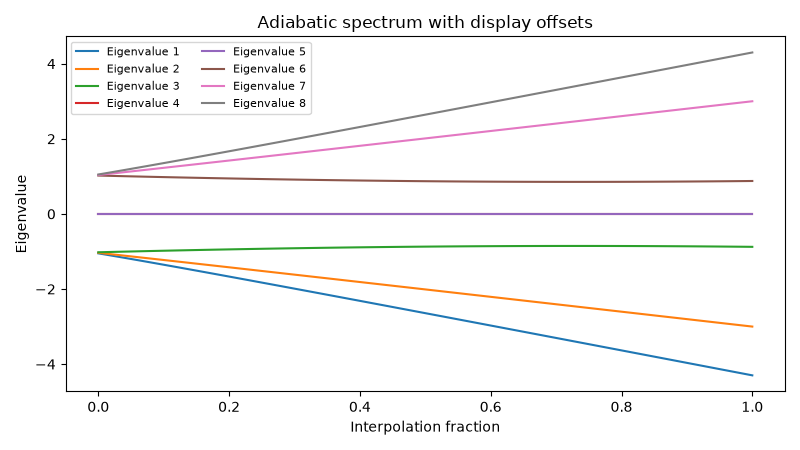 Adiabatic spectrum with display offsets
Eigenvalue 1
Eigenvalue 2
Eigenvalue 3
Eigenvalue 4
Eigenvalue 5
Eigenvalue 6
Eigenvalue 7
Eigenvalue 8
Eigenvalue
4
2
0
−2
−4
0.0 0.2 0.4 0.6 0.8 1.0
Interpolation fraction